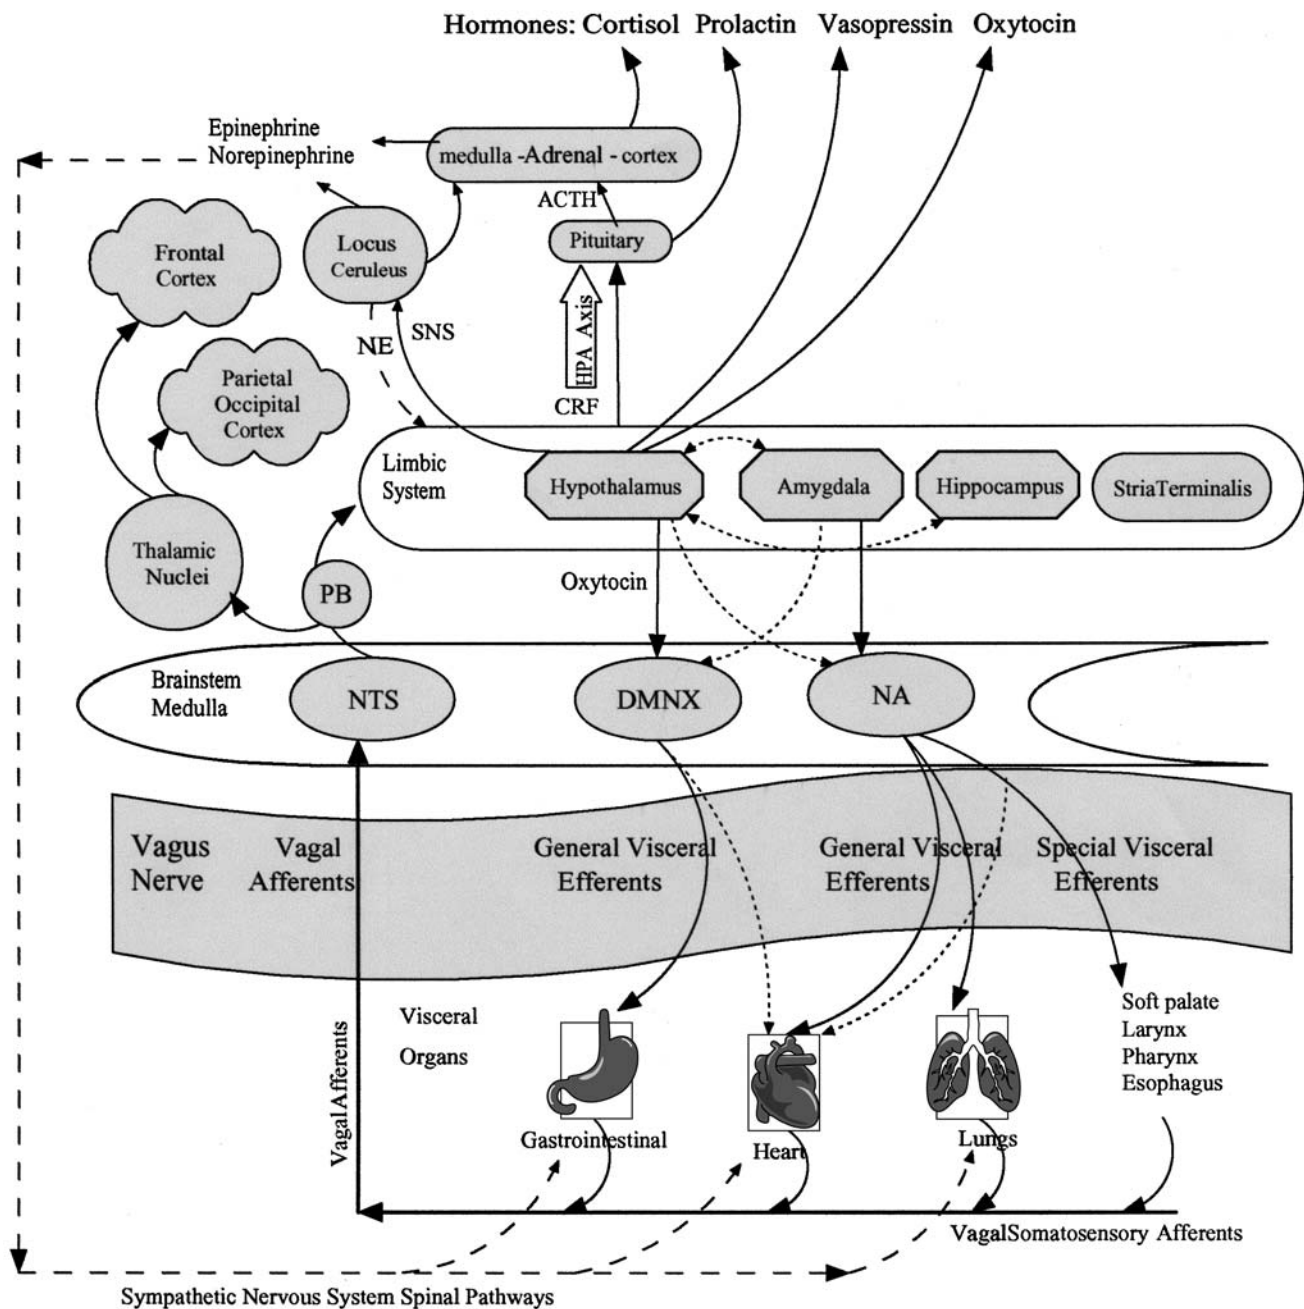 Hormones: Cortisol Prolactin Vasopressin Oxytocin
Epinephrine
Norepinephrine
medulla -Adrenal - cortex
ACTH
Pituitary
Locus
Ceruleus
Frontal
Cortex
SNS
NE
HPA Axis
CRF
Parietal
Occipital
Cortex
Limbic
System
Hypothalamus
Amygdala
Hippocampus
StriaTerminalis
Thalamic
Nuclei
PB
Oxytocin
Brainstem
Medulla
NTS
DMNX
NA
Vagus
Nerve
Vagal
Afferents
General Visceral
Efferents
General Visceral
Efferents
Special Visceral
Efferents
Vagal Afferents
Visceral
Organs
Soft palate
Larynx
Pharynx
Esophagus
Gastrointestinal
Heart
Lungs
VagalSomatosensory Afferents
Sympathetic Nervous System Spinal Pathways